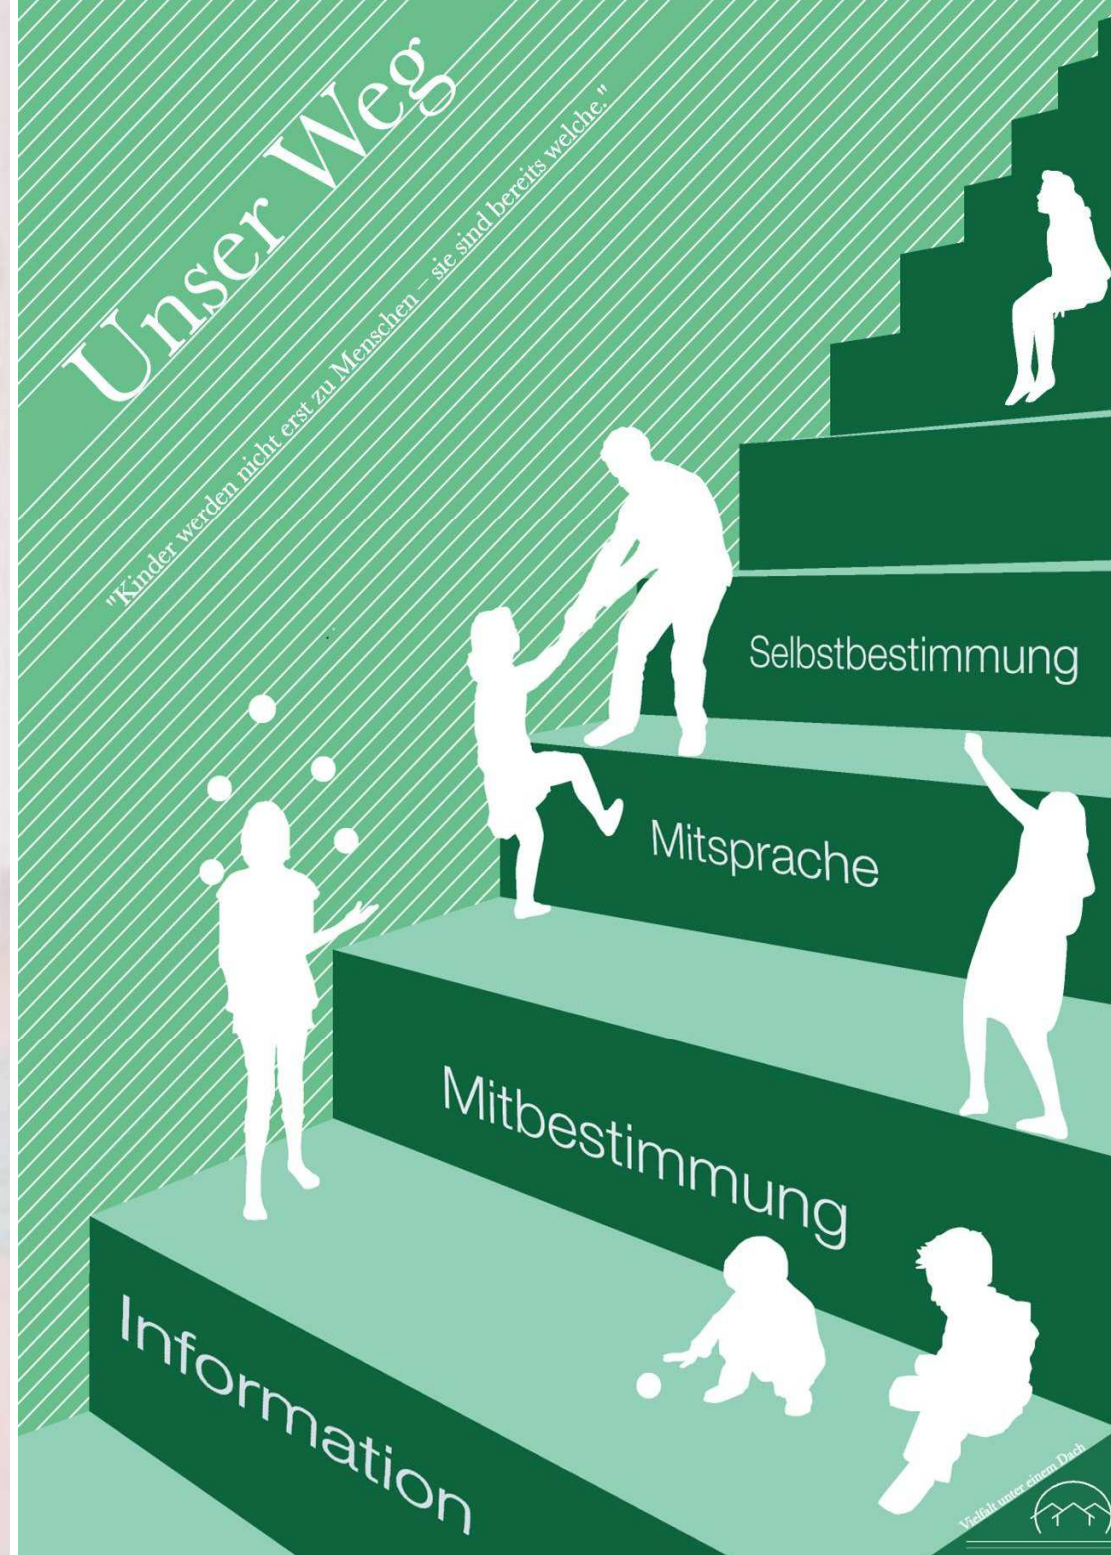 Unser Weg
"Kinder werden nicht erst zu Menschen - sie sind bereits welche."
Selbstbestimmung
Mitsprache
Mitbestimmung
Information
Vielfalt unter einem Dach